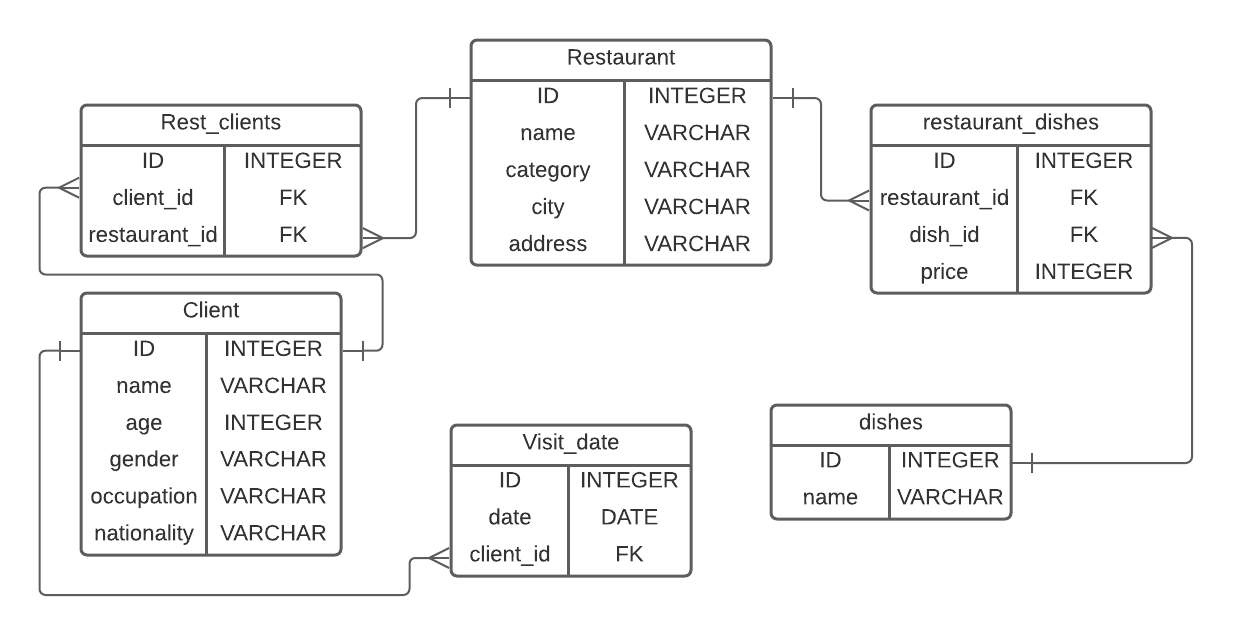 Restaurant
ID INTEGER
name VARCHAR
category VARCHAR
city VARCHAR
address VARCHAR
Rest_clients
ID INTEGER
client_id FK
restaurant_id FK
restaurant_dishes
ID INTEGER
restaurant_id FK
dish_id FK
price INTEGER
Client
ID INTEGER
name VARCHAR
age INTEGER
gender VARCHAR
occupation VARCHAR
nationality VARCHAR
Visit_date
ID INTEGER
date DATE
client_id FK
dishes
ID INTEGER
name VARCHAR